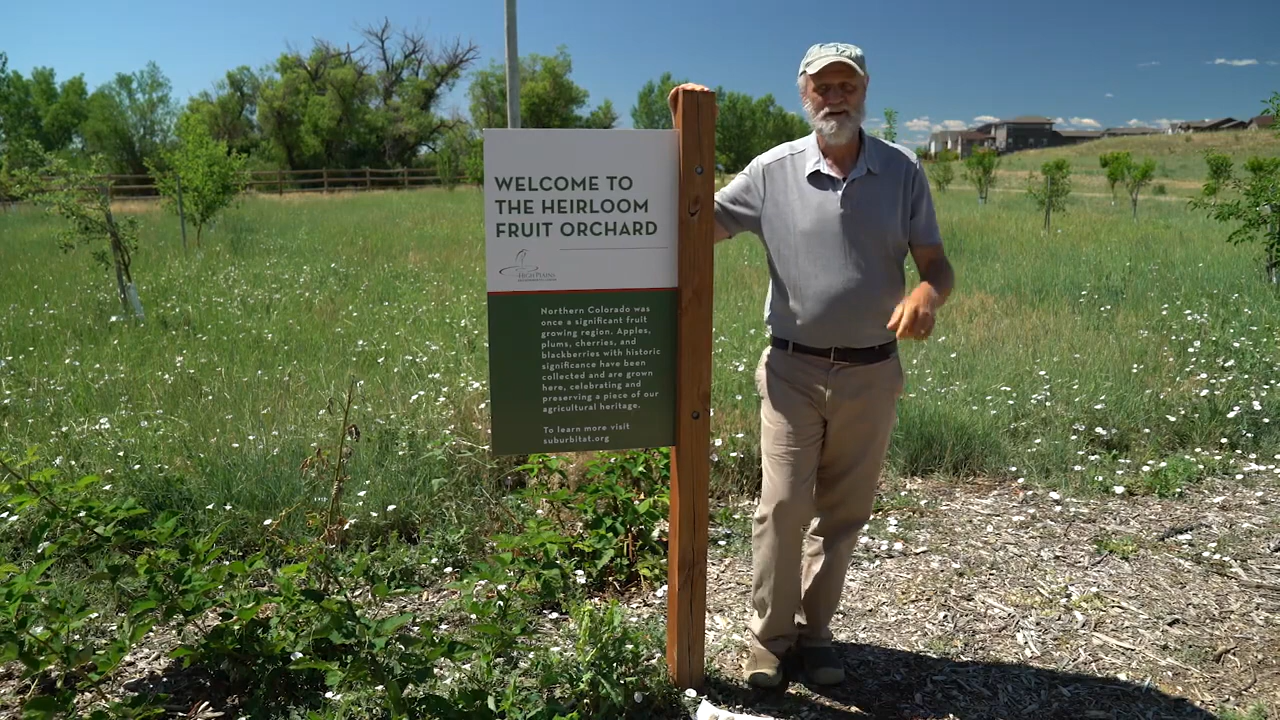 WELCOME TO
THE HEIRLOOM
FRUIT ORCHARD
HIGH PLAINS
Northern Colorado was
once a significant fruit
growing region. Apples,
plums, cherries, and
blackberries with historic
significance have been
collected and are grown
here, celebrating and
preserving a piece of our
agricultural heritage.
To learn more visit
suburbitat.org